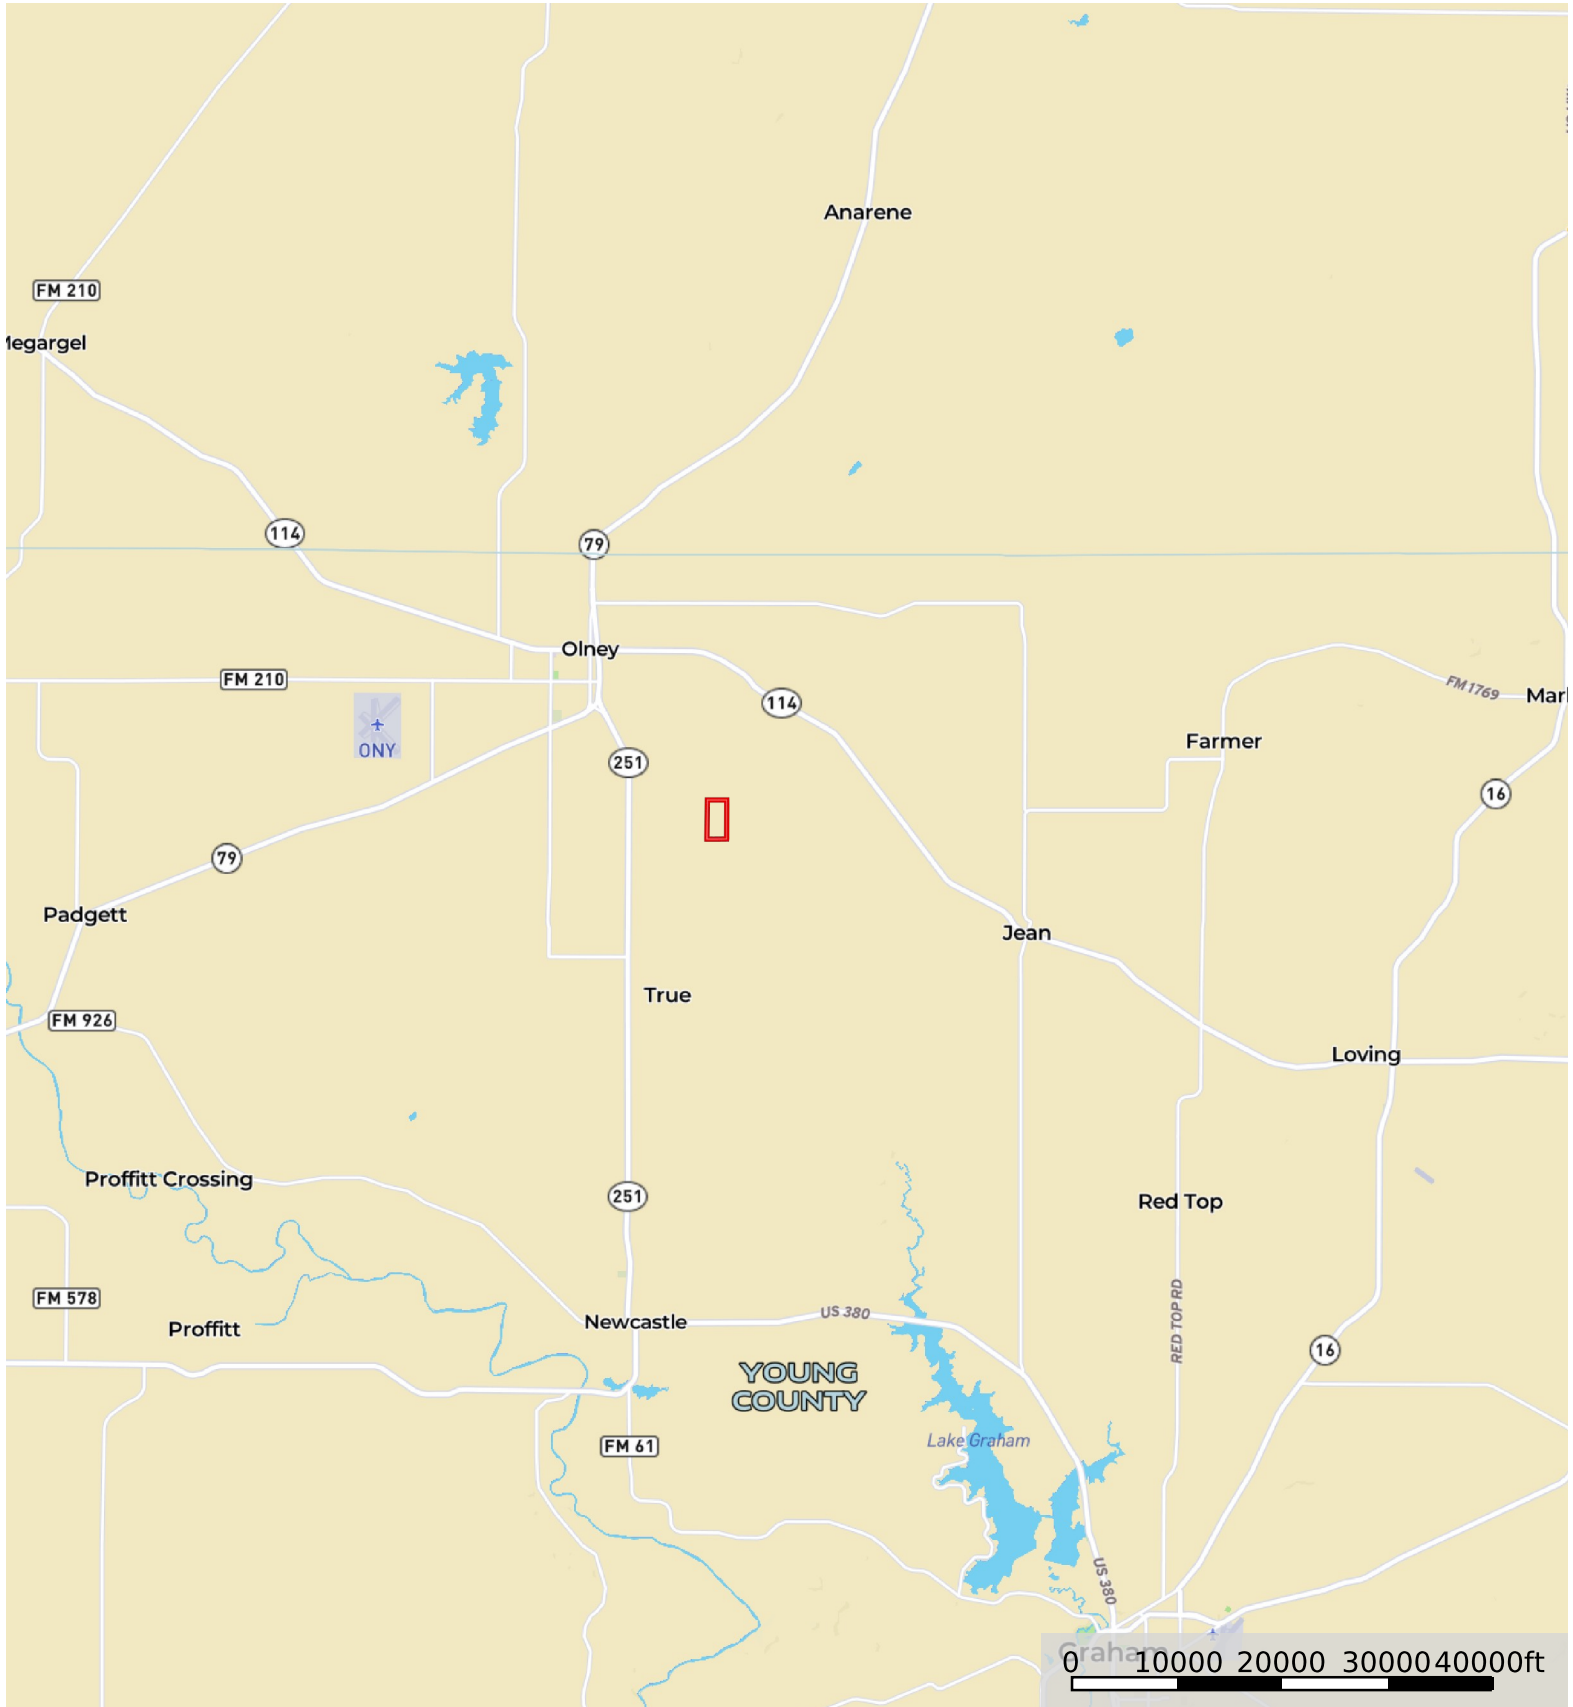 Anarene
FM 210
Megargel
114
79
Olney
FM 210
114
FM 1769
ONY
Farmer
251
16
79
Padgett
Jean
True
FM 926
Loving
Proffitt Crossing
251
Red Top
FM 578
Proffitt
Newcastle
US 380
RED TOP RD
16
YOUNG
COUNTY
Lake Graham
FM 61
US 380
Graham
0 10000 20000 30000 40000ft